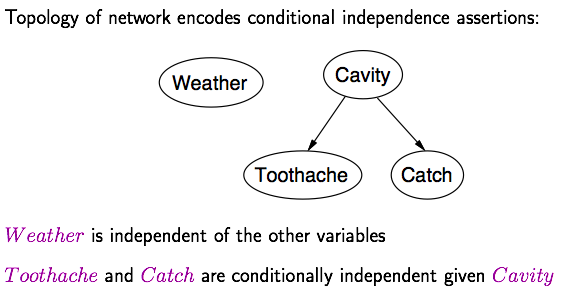 Topology of network encodes conditional independence assertions:
Weather
Cavity
Toothache
Catch
Weather is independent of the other variables
Toothache and Catch are conditionally independent given Cavity